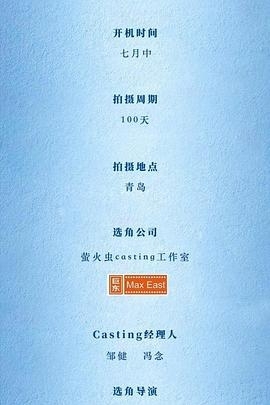 开机时间
七月中
拍摄周期
100天
拍摄地点
青岛
选角公司
萤火虫casting工作室
巨东 Max East
Casting经理人
邹健 冯念
选角导演